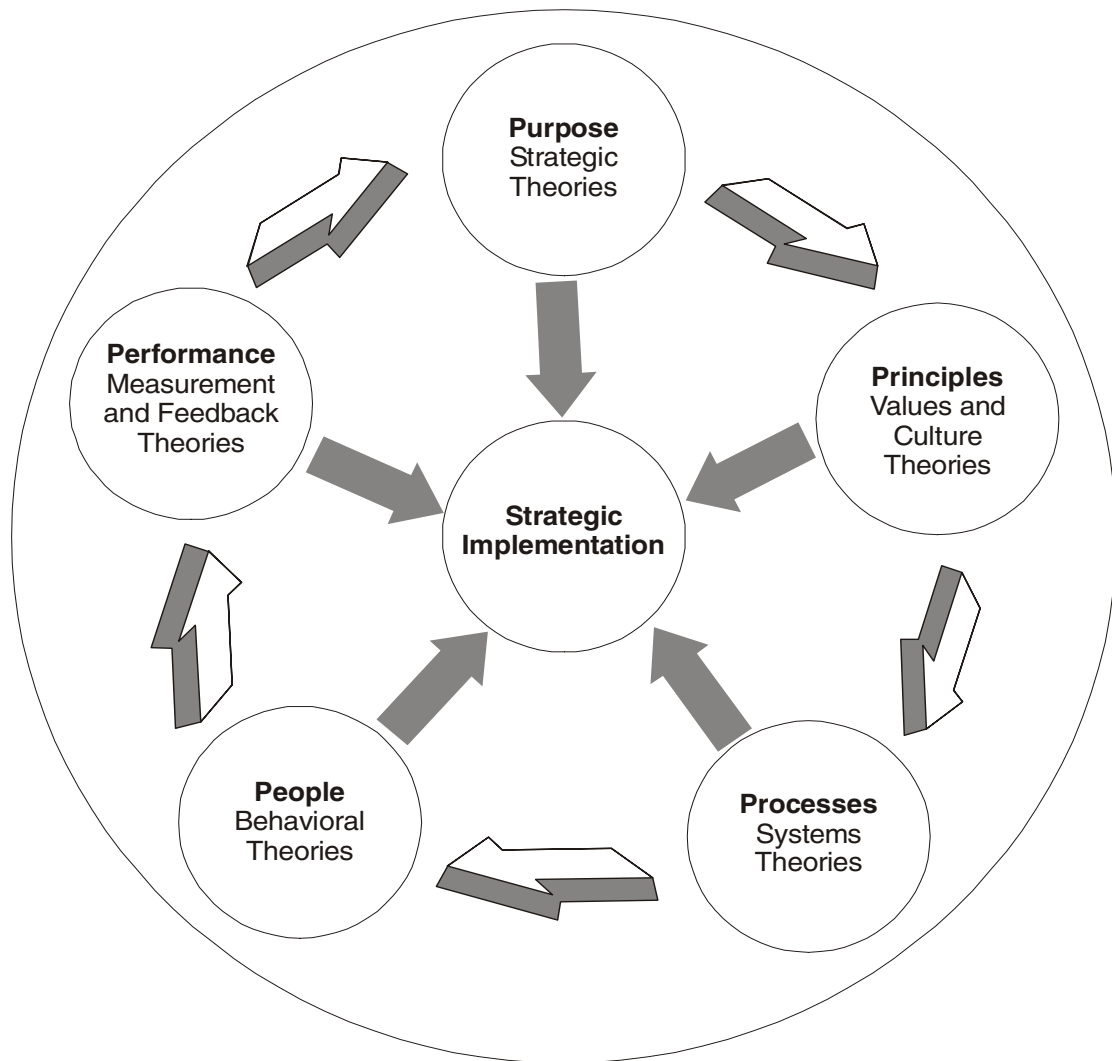 Purpose
Strategic
Theories
Performance
Measurement
and Feedback
Theories
Principles
Values and
Culture
Theories
Strategic
Implementation
People
Behavioral
Theories
Processes
Systems
Theories